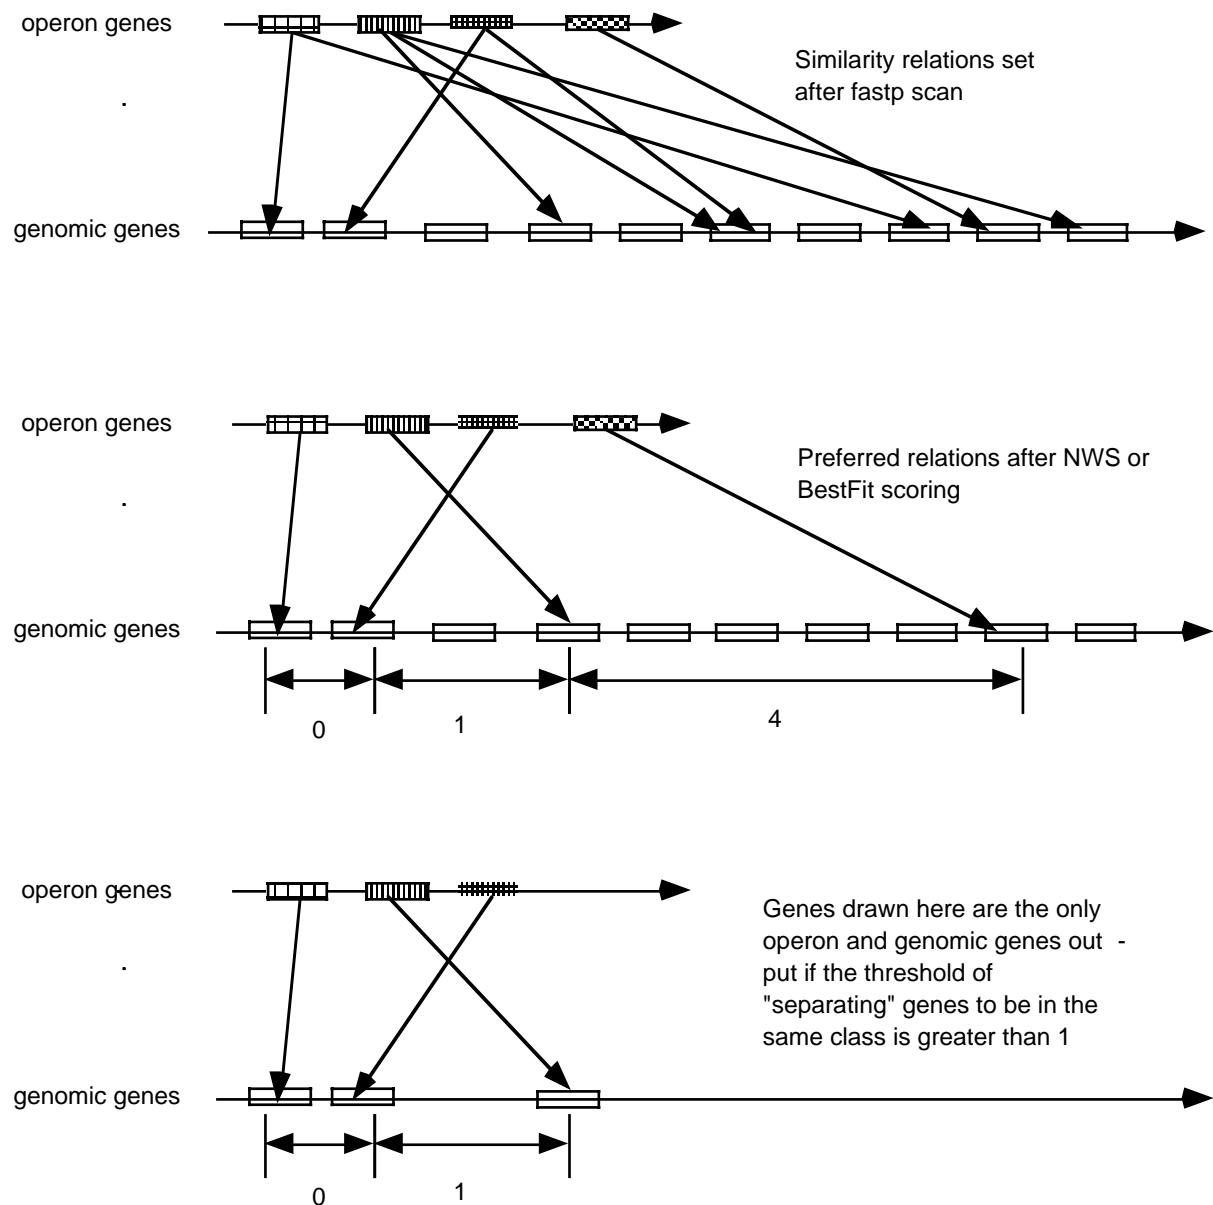 operon genes
Similarity relations set
after fastp scan
.
genomic genes
operon genes
Preferred relations after NWS or
BestFit scoring
.
genomic genes
0
1
4
operon genes
Genes drawn here are the only
operon and genomic genes out -
put if the threshold of
"separating" genes to be in the
same class is greater than 1
.
genomic genes
0
1